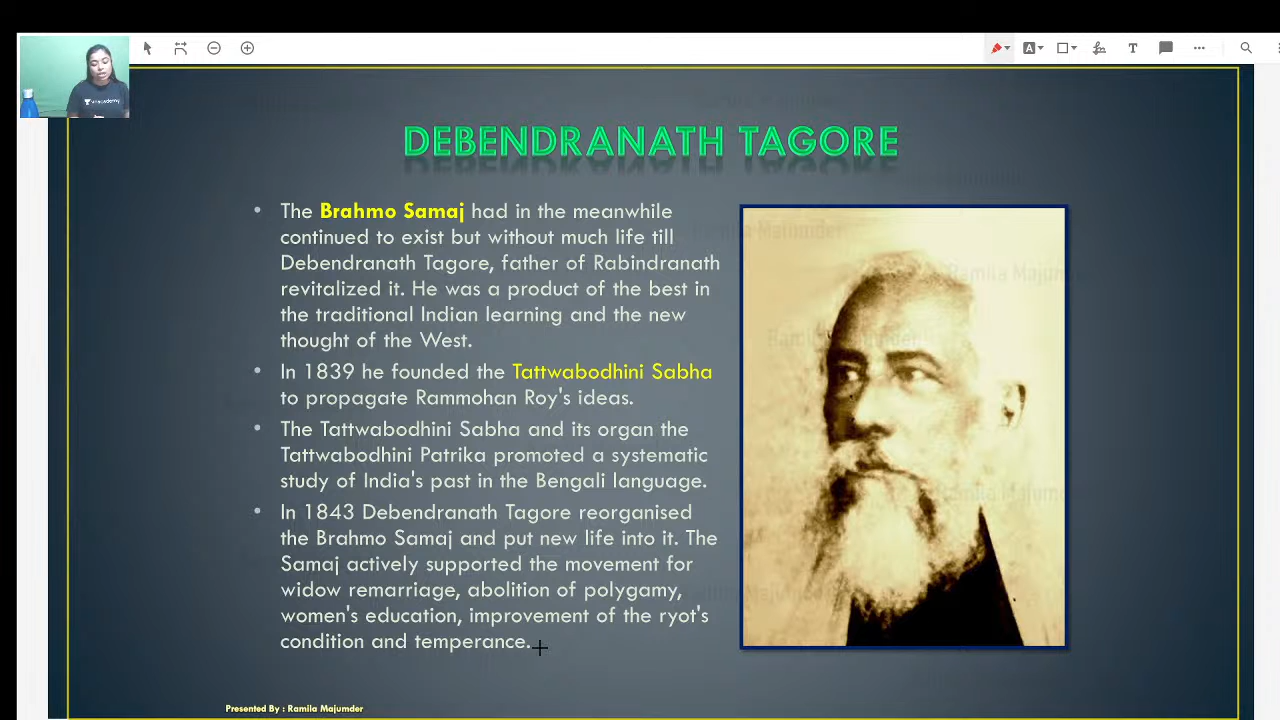 DEBENDRANATH TAGORE
• The Brahmo Samaj had in the meanwhile
continued to exist but without much life till
Debendranath Tagore, father of Rabindranath
revitalized it. He was a product of the best in
the traditional Indian learning and the new
thought of the West.
• In 1839 he founded the Tattwabodhini Sabha
to propagate Rammohan Roy's ideas.
• The Tattwabodhini Sabha and its organ the
Tattwabodhini Patrika promoted a systematic
study of India's past in the Bengali language.
• In 1843 Debendranath Tagore reorganised
the Brahmo Samaj and put new life into it. The
Samaj actively supported the movement for
widow remarriage, abolition of polygamy,
women's education, improvement of the ryot's
condition and temperance.
Presented By : Ramila Majumder